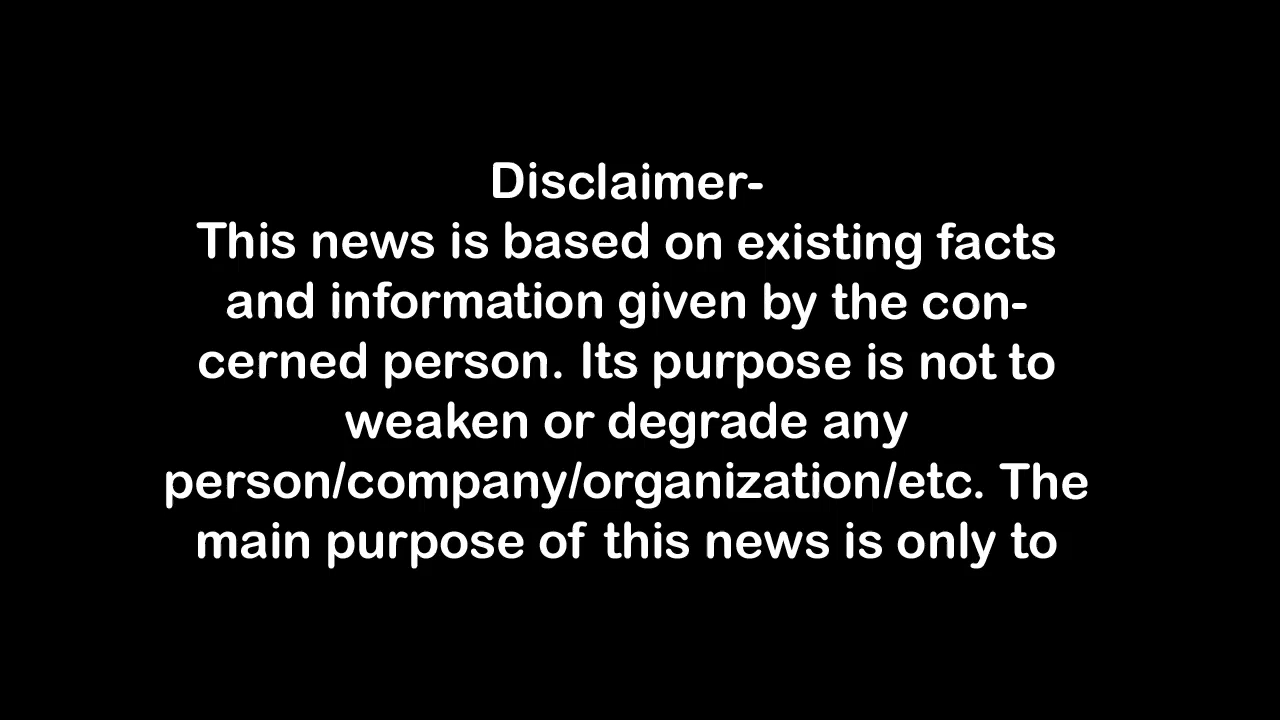 Disclaimer-
This news is based on existing facts
and information given by the con-
cerned person. Its purpose is not to
weaken or degrade any
person/company/organization/etc. The
main purpose of this news is only to